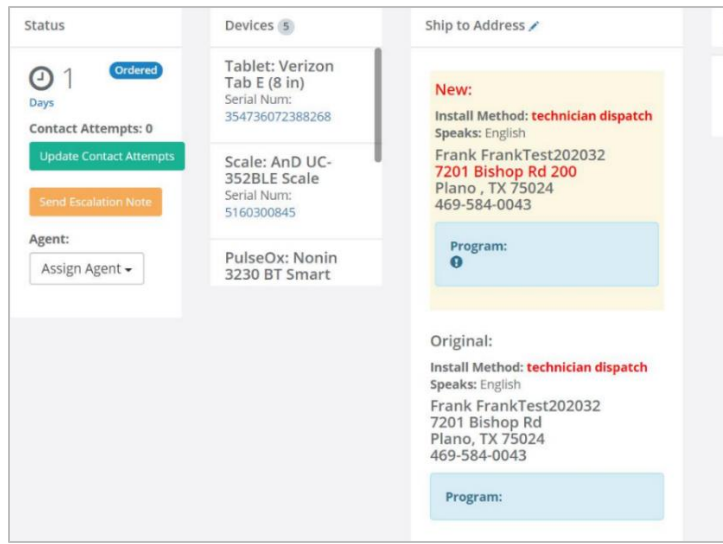 Status
1
Ordered
Days
Contact Attempts: 0
Update Contact Attempts
Send Escalation Note
Agent:
Assign Agent
Devices 5
Tablet: Verizon
Tab E (8 in)
Serial Num:
354736072388268
Scale: AnD UC-
352BLE Scale
Serial Num:
5160300845
PulseOx: Nonin
3230 BT Smart
Ship to Address
New:
Install Method: technician dispatch
Speaks: English
Frank FrankTest202032
7201 Bishop Rd 200
Plano , TX 75024
469-584-0043
Program:
Original:
Install Method: technician dispatch
Speaks: English
Frank FrankTest202032
7201 Bishop Rd
Plano, TX 75024
469-584-0043
Program: